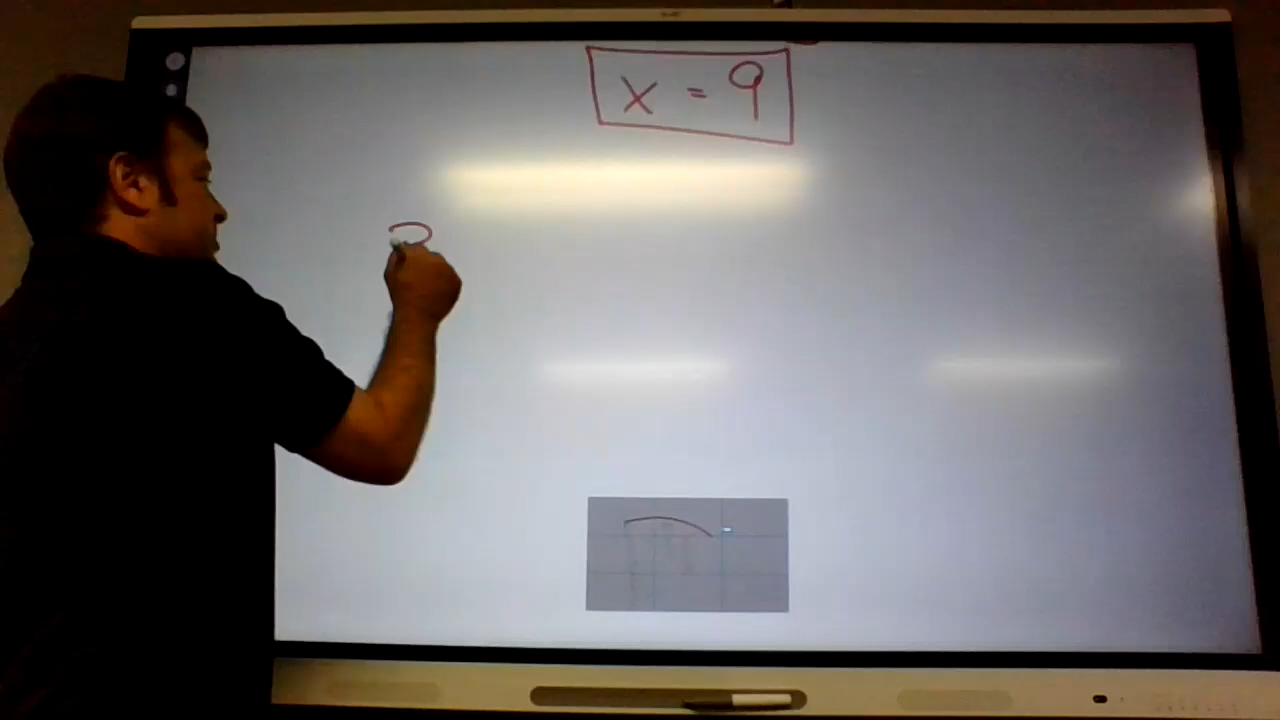 x = 9